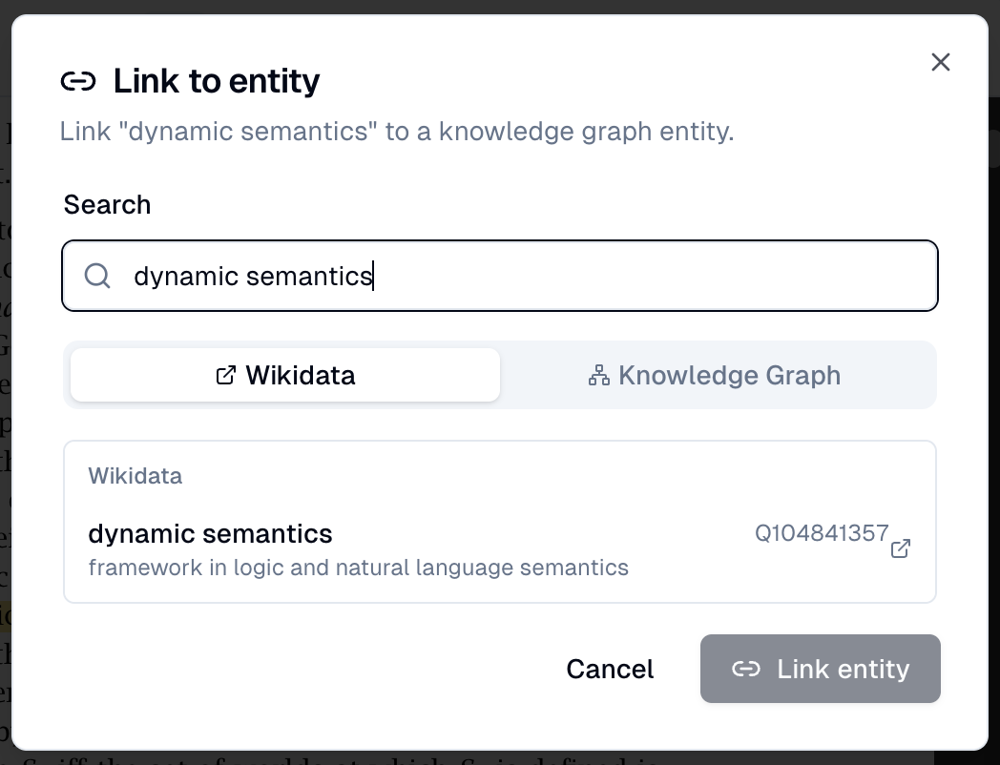 Link to entity
Link "dynamic semantics" to a knowledge graph entity.
Search
dynamic semantics
Wikidata
Knowledge Graph
Wikidata
dynamic semantics
Q104841357
framework in logic and natural language semantics
Cancel
Link entity